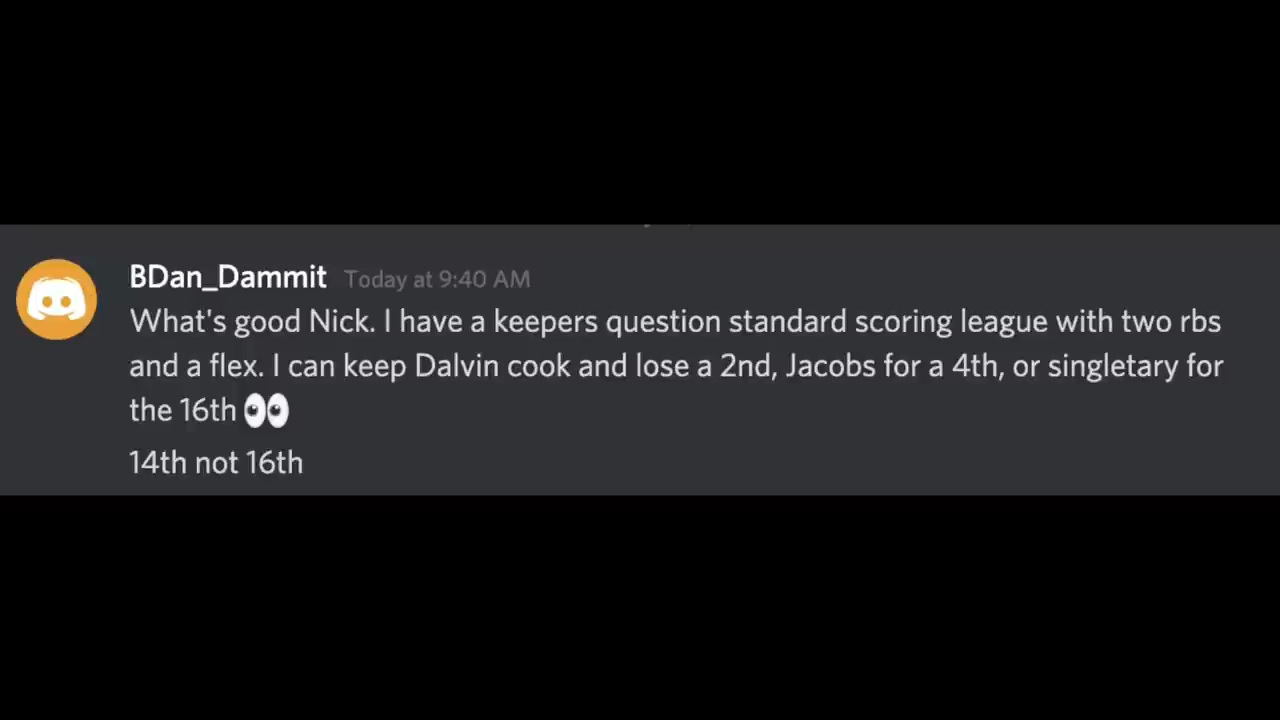 BDan_Dammit Today at 9:40 AM
What's good Nick. I have a keepers question standard scoring league with two rbs
and a flex. I can keep Dalvin cook and lose a 2nd, Jacobs for a 4th, or singletary for
the 16th 👀
14th not 16th